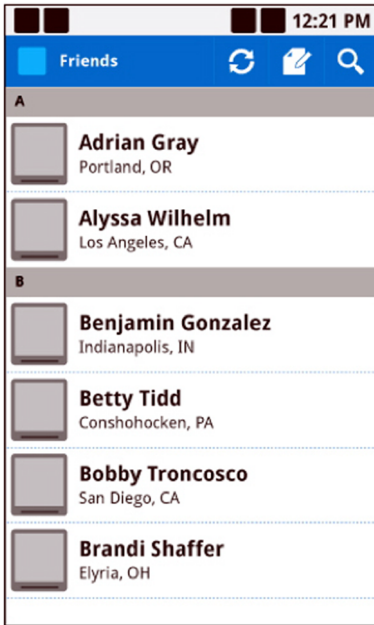 12:21 PM
Friends
A
Adrian Gray
Portland, OR
Alyssa Wilhelm
Los Angeles, CA
B
Benjamin Gonzalez
Indianapolis, IN
Betty Tidd
Conshohocken, PA
Bobby Troncosco
San Diego, CA
Brandi Shaffer
Elyria, OH